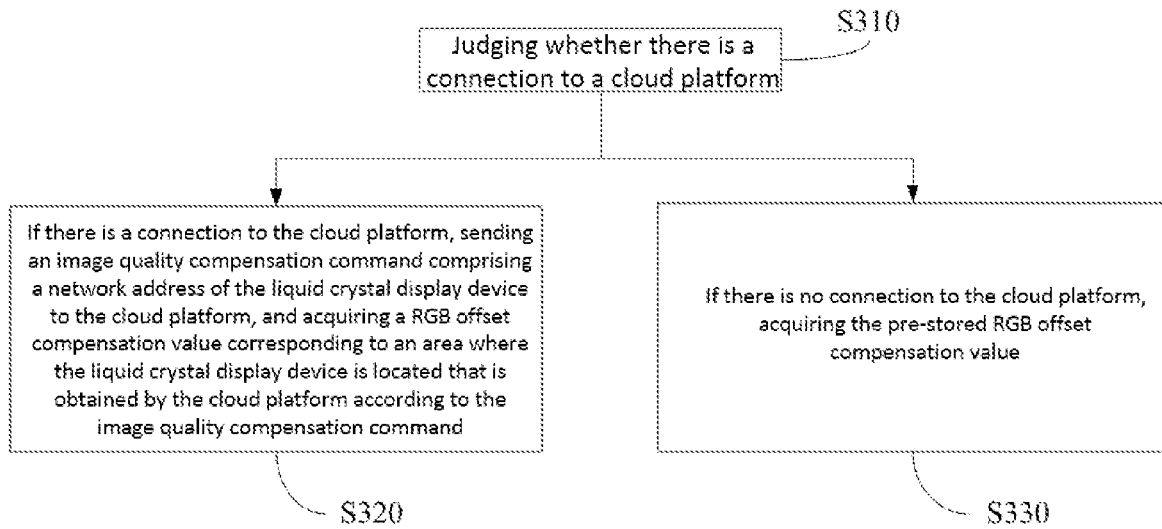 S310
Judging whether there is a
connection to a cloud platform
If there is a connection to the cloud platform, sending
an image quality compensation command comprising
a network address of the liquid crystal display device
to the cloud platform, and acquiring a RGB offset
compensation value corresponding to an area where
the liquid crystal display device is located that is
obtained by the cloud platform according to the
image quality compensation command
If there is no connection to the cloud platform,
acquiring the pre-stored RGB offset
compensation value
S320
S330